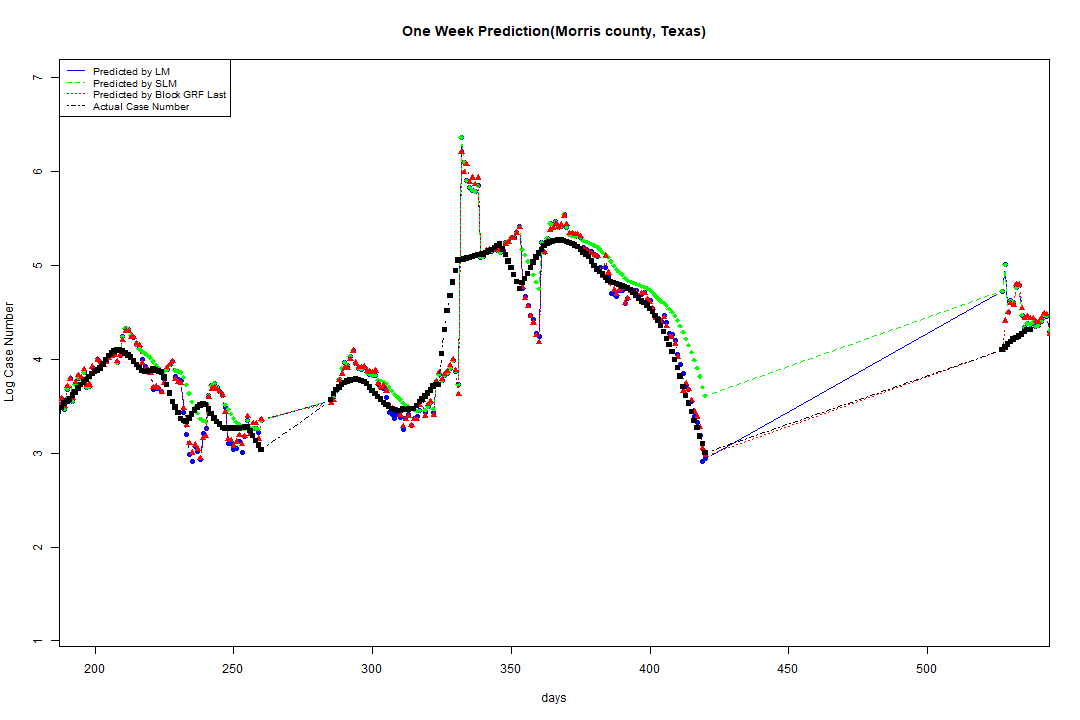 One Week Prediction(Morris county, Texas)
Predicted by LM
Predicted by SLM
Predicted by Block GRF Last
Actual Case Number
7
6
5
4
3
2
1
Log Case Number
200 250 300 350 400 450 500
days